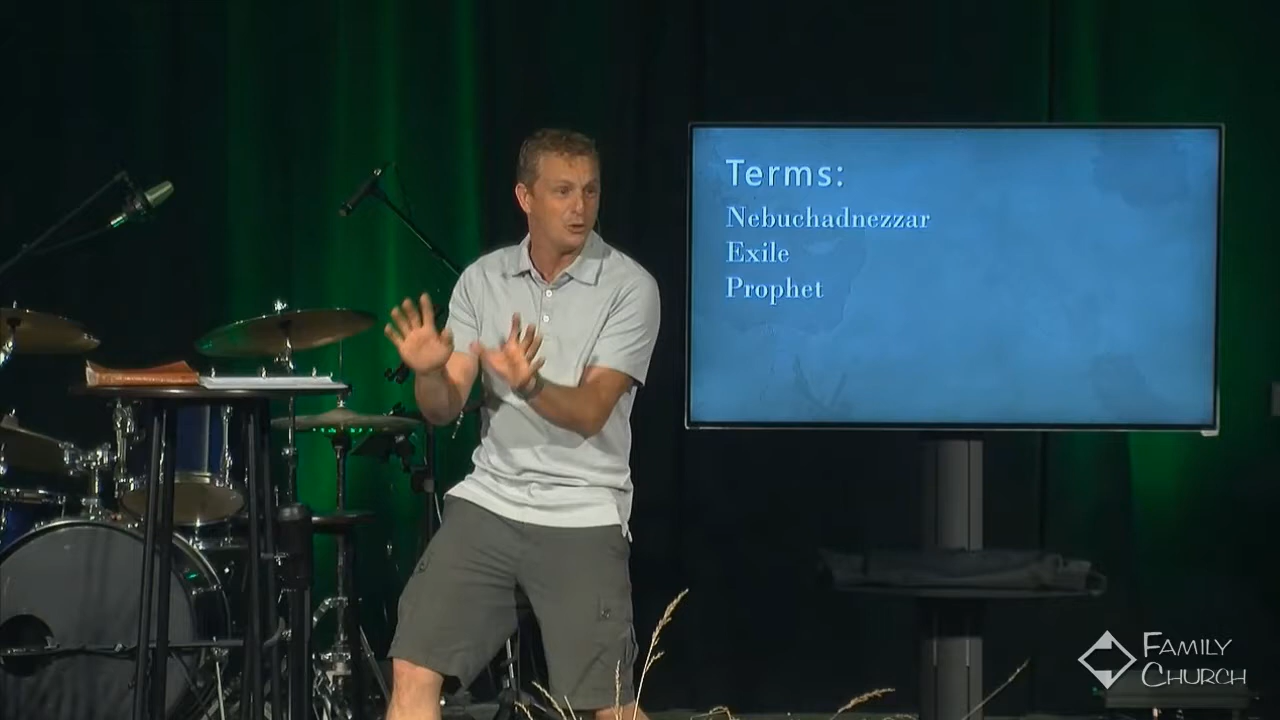 Terms:
Nebuchadnezzar
Exile
Prophet
FAMILY
CHURCH